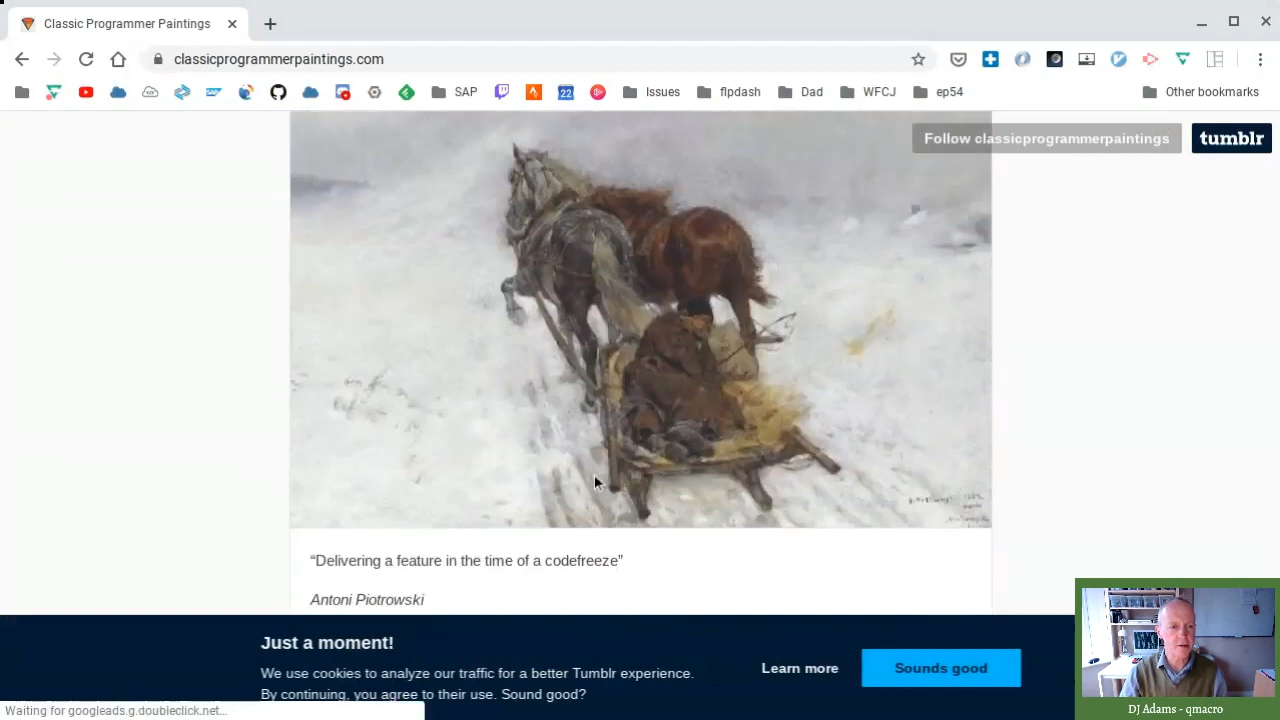 Classic Programmer Paintings
classicprogrammerpaintings.com
SAP
22
Issues
flpdash
Dad
WFCJ
ep54
Other bookmarks
Follow classicprogrammerpaintings
tumblr
“Delivering a feature in the time of a codefreeze”
Antoni Piotrowski
Just a moment!
We use cookies to analyze our traffic for a better Tumblr experience.
By continuing, you agree to their use. Sound good?
Learn more
Sounds good
Waiting for googleads.g.doubleclick.net...
DJ Adams - qmacro